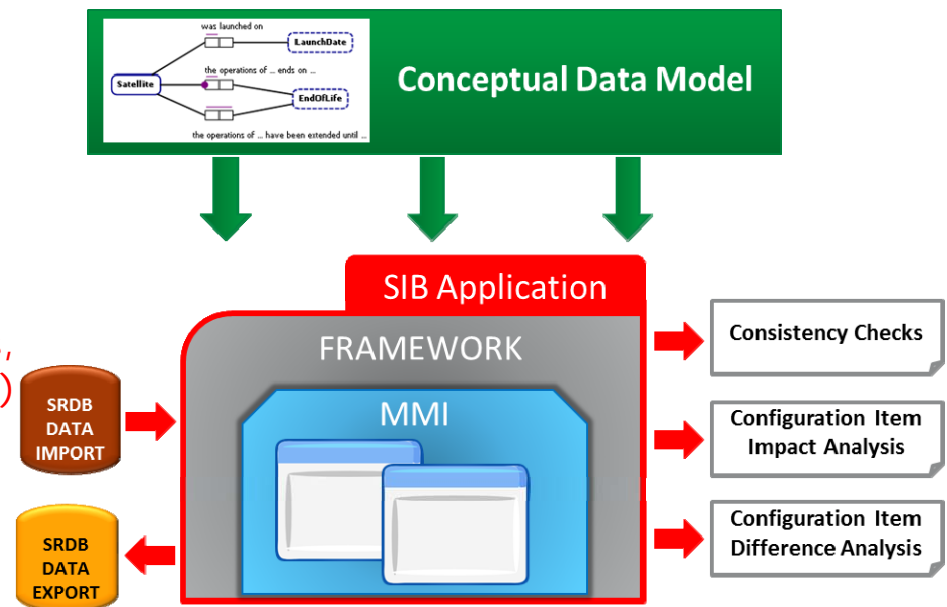 was launched on
LaunchDate
the operations of ... ends on ...
Satellite
EndOfLife
the operations of ... have been extended until ...
Conceptual Data Model
SIB Application
FRAMEWORK
MMI
,
)
SRDB
DATA
IMPORT
SRDB
DATA
EXPORT
Consistency Checks
Configuration Item
Impact Analysis
Configuration Item
Difference Analysis